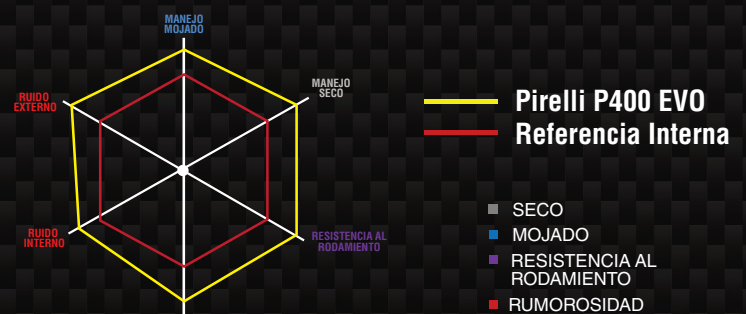 MANEJO
MOJADO
MANEJO
SECO
RUIDO
EXTERNO
RUIDO
INTERNO
RESISTENCIA AL
RODAMIENTO
Pirelli P400 EVO
Referencia Interna
SECO
MOJADO
RESISTENCIA AL
RODAMIENTO
RUMOROSIDAD